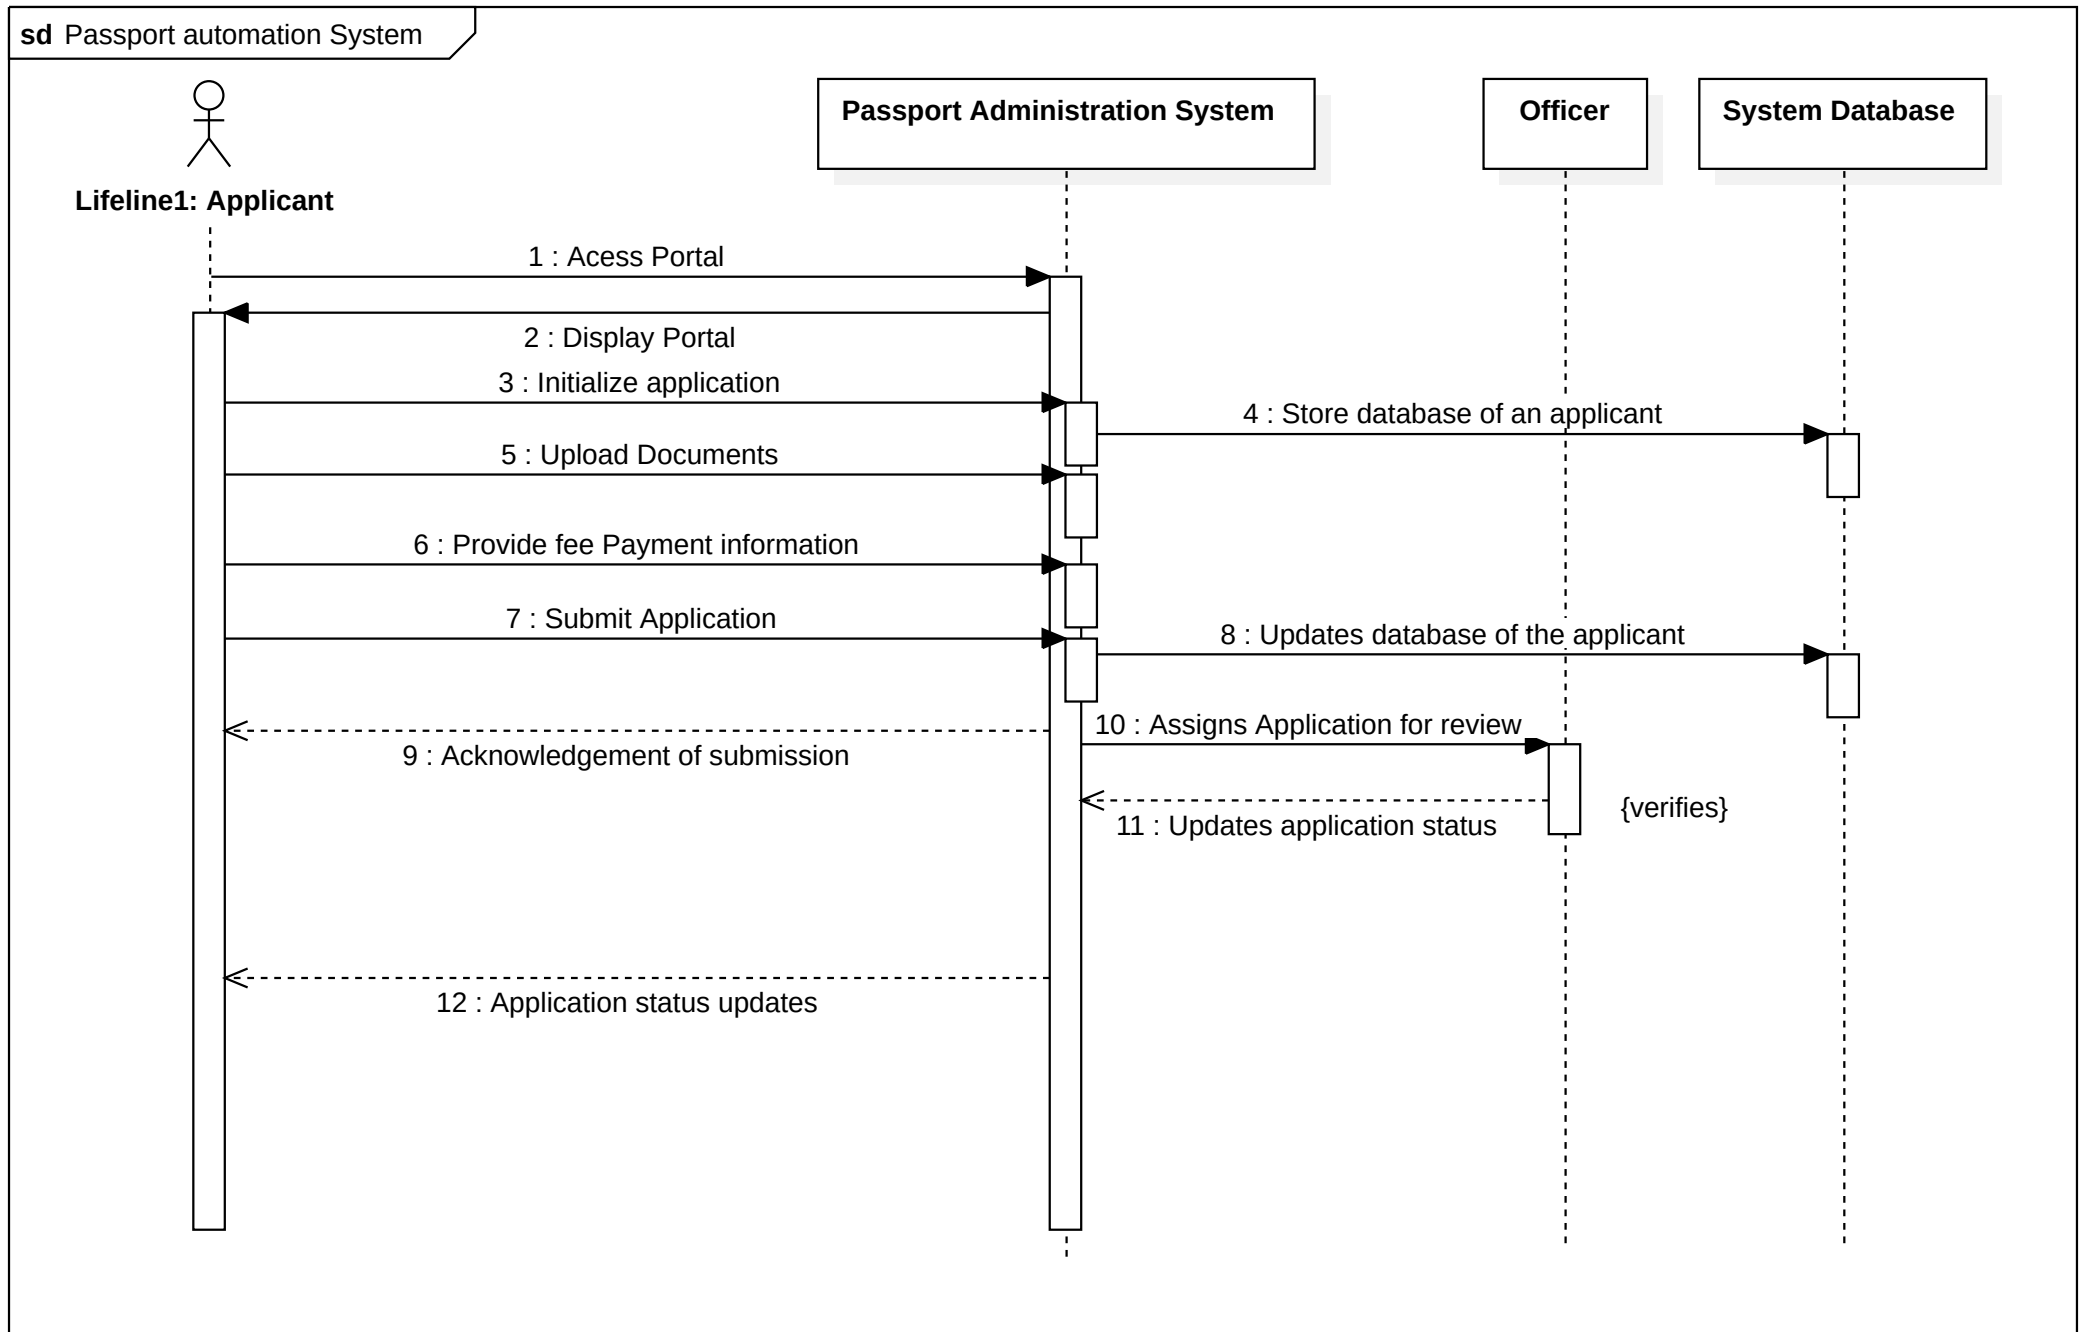 sd Passport automation System
Passport Administration System
Officer
System Database
Lifeline1: Applicant
1 : Acess Portal
2 : Display Portal
3 : Initialize application
4 : Store database of an applicant
5 : Upload Documents
6 : Provide fee Payment information
7 : Submit Application
8 : Updates database of the applicant
9 : Acknowledgement of submission
10 : Assigns Application for review
11 : Updates application status
{verifies}
12 : Application status updates